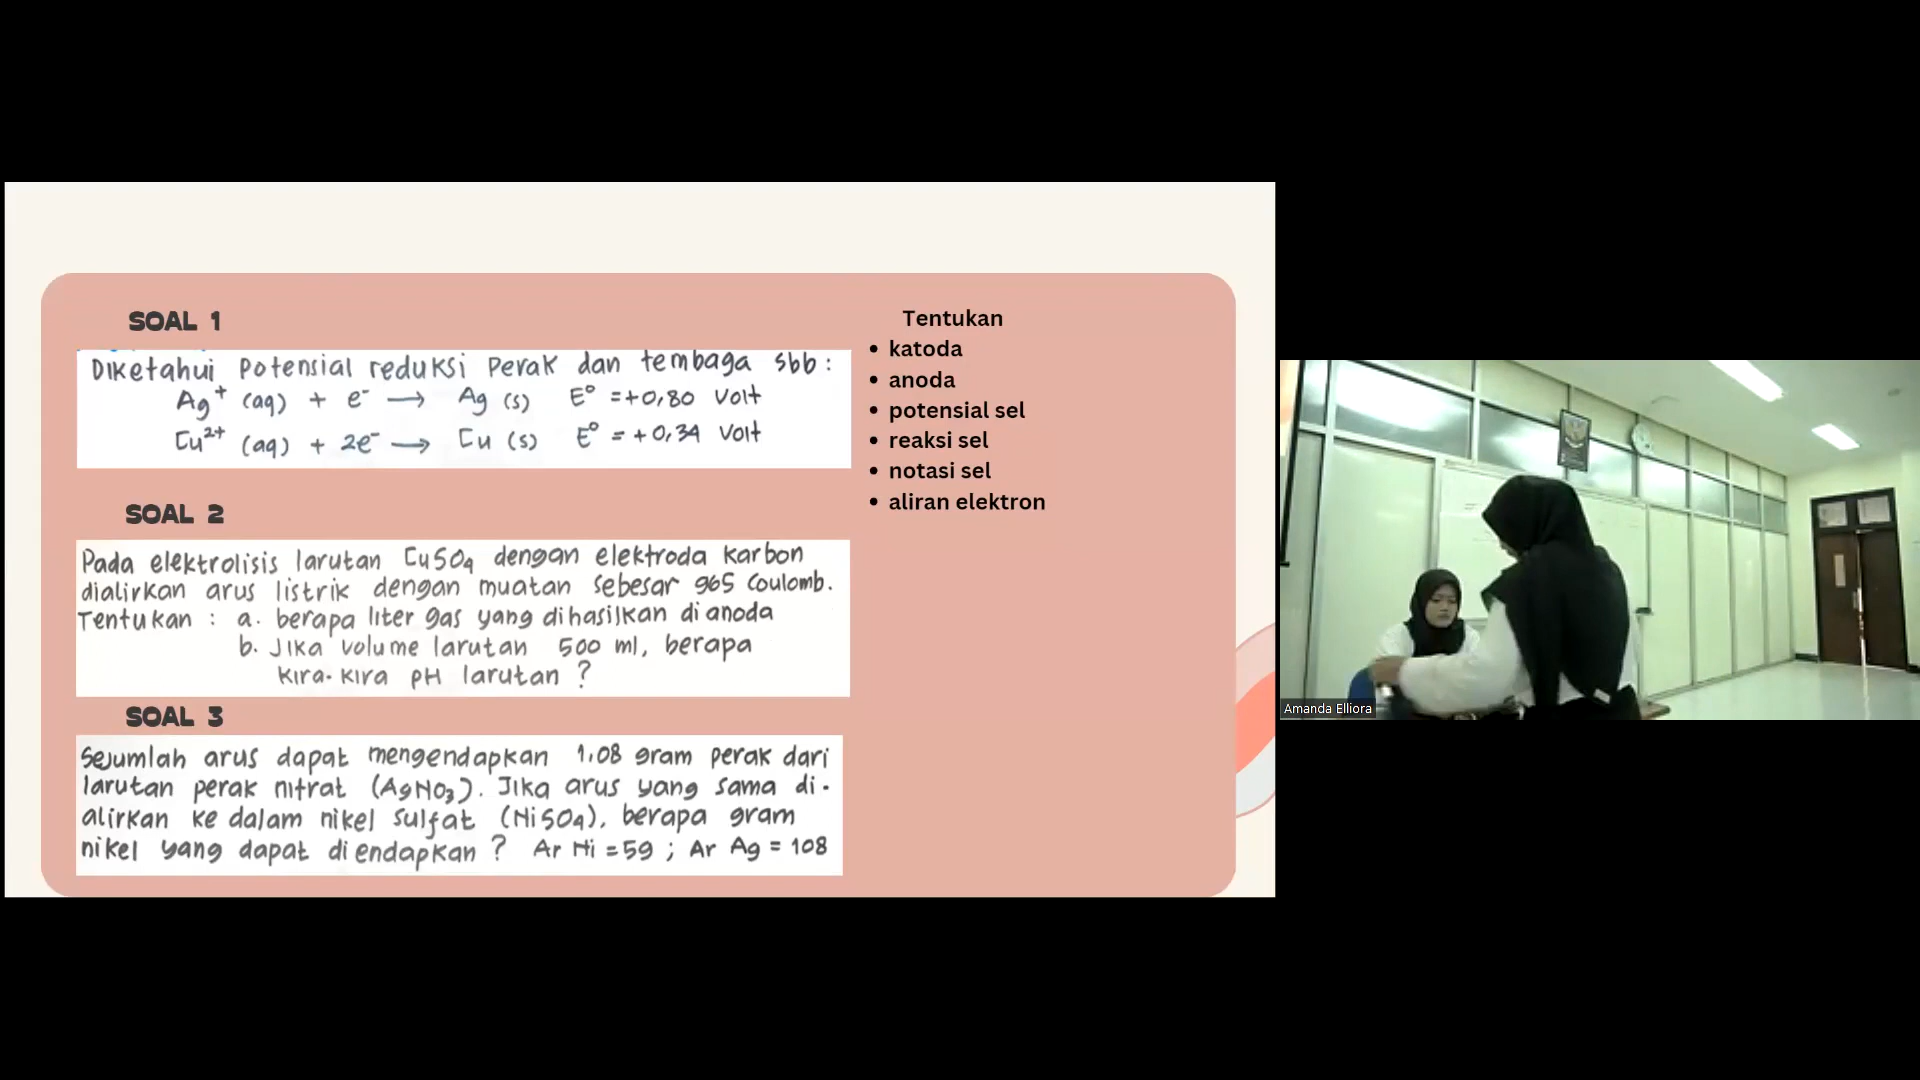 SOAL 1
Diketahui potensial reduksi perak dan tembaga sbb :
Ag⁺ (aq) + e⁻ → Ag (s) E° = +0,80 volt
Cu²⁺ (aq) + 2e⁻ → Cu (s) E° = +0,34 volt
SOAL 2
Pada elektrolisis larutan CuSO₄ dengan elektroda karbon
dialirkan arus listrik dengan muatan sebesar 965 Coulomb.
Tentukan : a. berapa liter gas yang dihasilkan di anoda
b. Jika volume larutan 500 ml, berapa
kira-kira pH larutan ?
SOAL 3
Sejumlah arus dapat mengendapkan 1,08 gram perak dari
larutan perak nitrat (AgNO₃). Jika arus yang sama di-
alirkan ke dalam nikel sulfat (NiSO₄), berapa gram
nikel yang dapat di endapkan ? Ar Ni = 59 ; Ar Ag = 108
Tentukan
• katoda
• anoda
• potensial sel
• reaksi sel
• notasi sel
• aliran elektron
Amanda Elliora